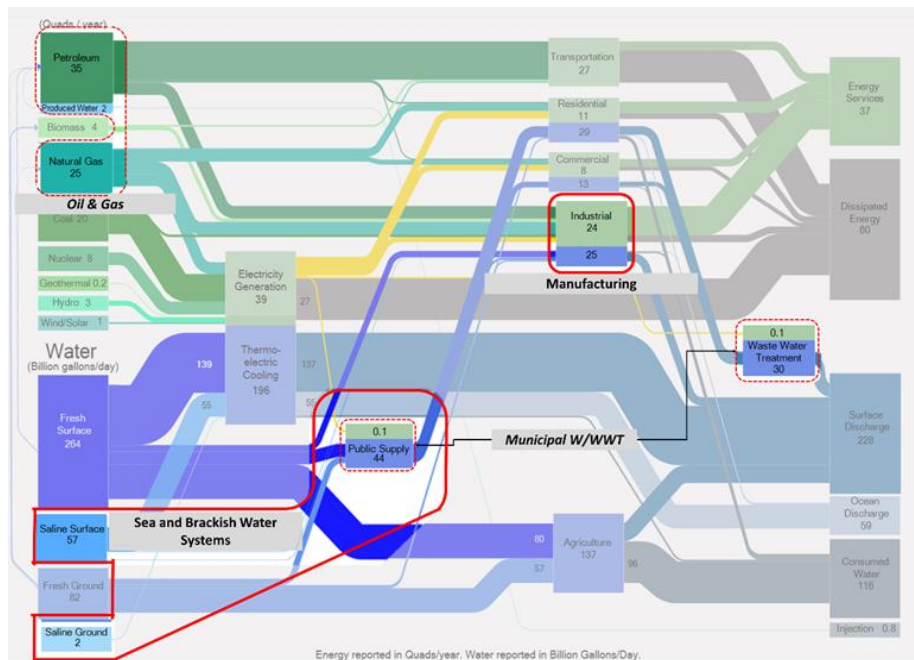 (Quads / year)
Petroleum
35
Produced Water 2
Biomass 4
Natural Gas
25
Oil & Gas
Coal 20
Nuclear 8
Geothermal 0.2
Hydro 3
Wind/Solar 1
Water
(Billion gallons/day)
Fresh
Surface
264
Saline Surface
57
Fresh Ground
82
Saline Ground
2
Sea and Brackish Water
Systems
Electricity
Generation
39
27
Thermo-
electric
Cooling
196
139
137
55
55
0.1
Public Supply
44
Municipal W/WWT
Transportation
27
Residential
11
29
Commercial
8
13
Industrial
24
25
Manufacturing
0.1
Waste Water
Treatment
30
80
57
Agriculture
137
96
Energy
Services
37
Dissipated
Energy
60
Surface
Discharge
228
Ocean
Discharge
59
Consumed
Water
116
Injection 0.8
Energy reported in Quads/year. Water reported in Billion Gallons/Day.